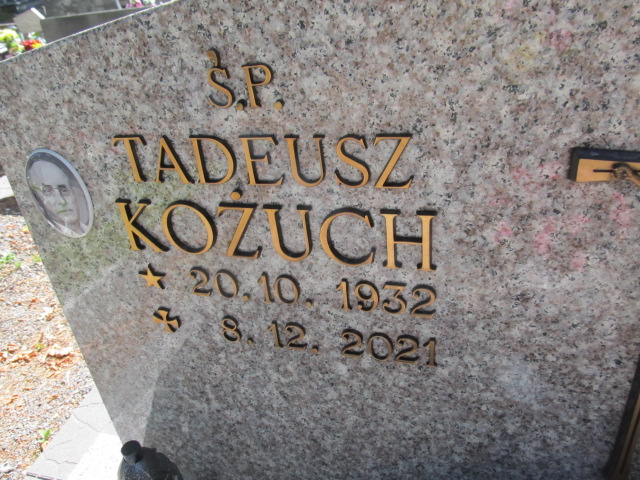 Ś.P.
TADEUSZ
KOŻUCH
20.10.1932
8.12.2021